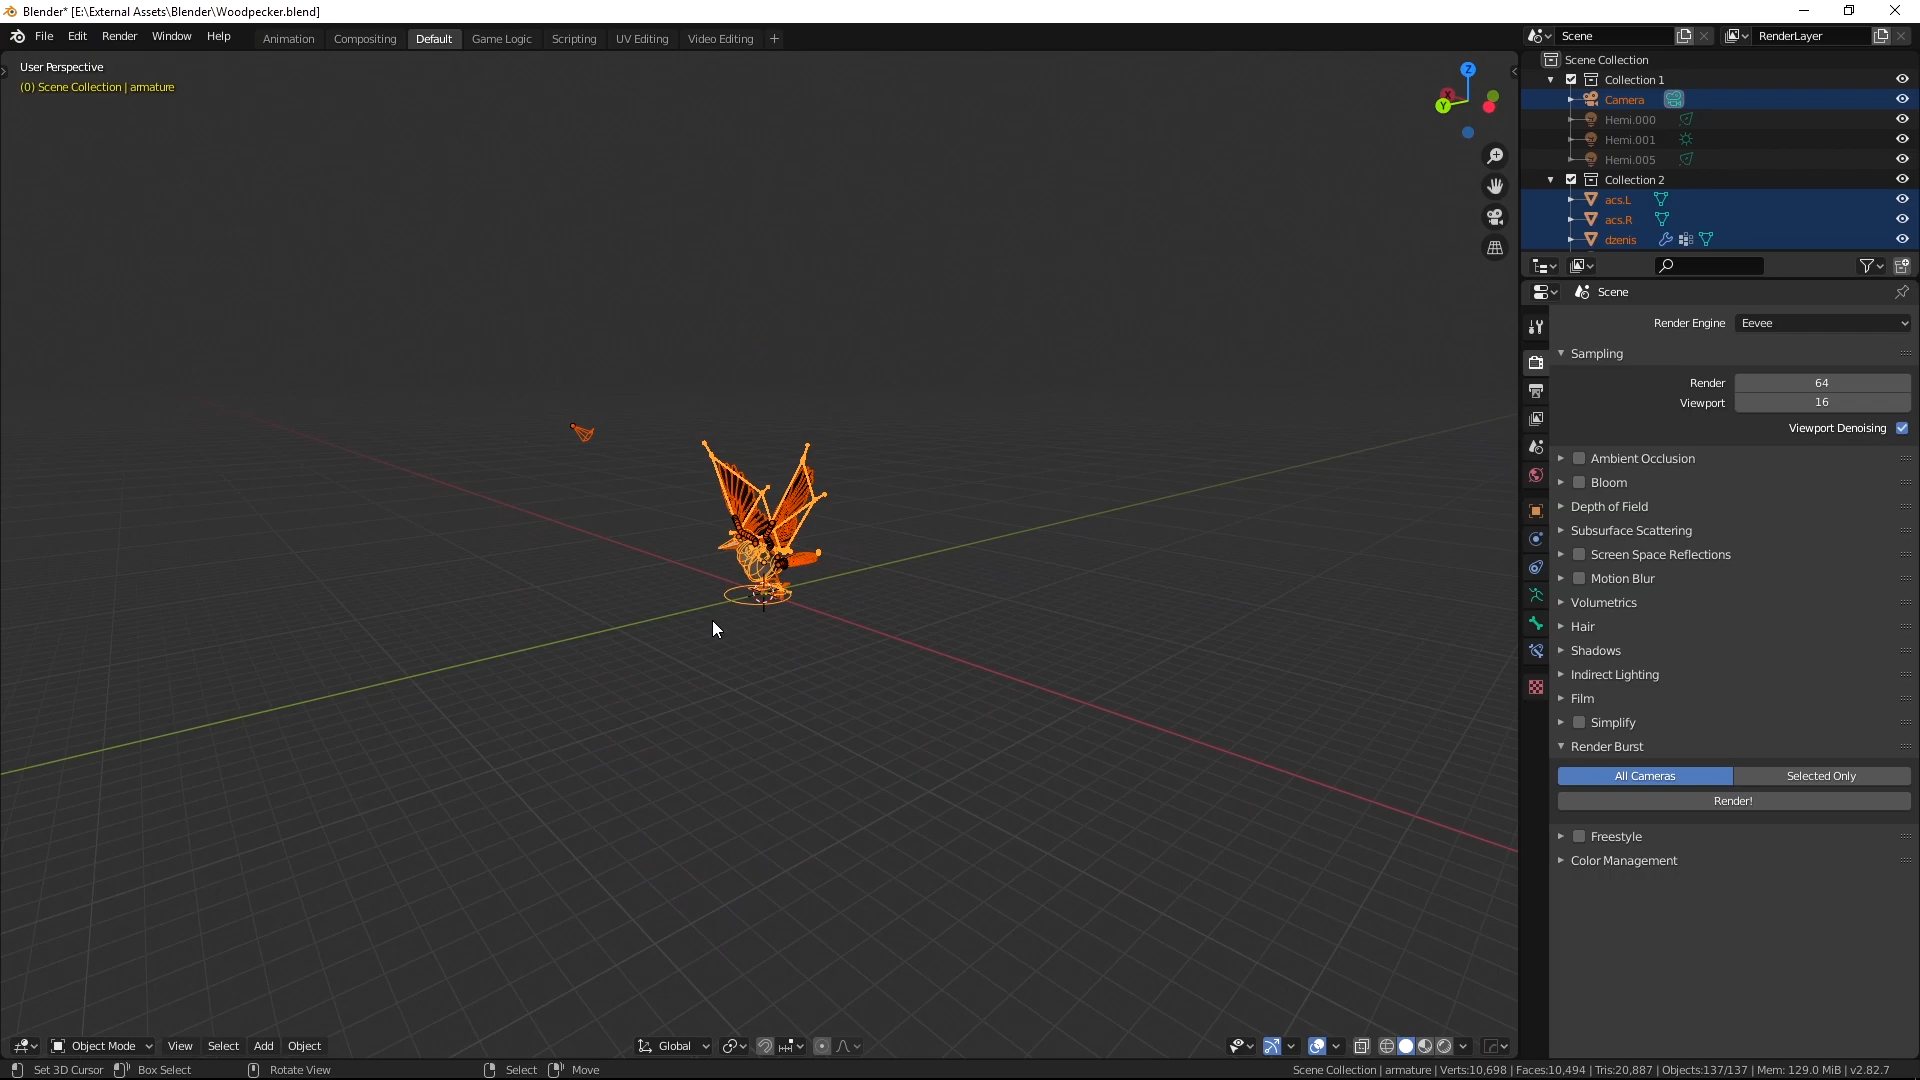 Blender* [E:\External Assets\Blender\Woodpecker.blend]
File Edit Render Window Help Animation Compositing Default Game Logic Scripting UV Editing Video Editing + Scene RenderLayer
User Perspective
(0) Scene Collection | armature
Z
X
Y
Scene Collection
Collection 1
Camera
Hemi.000
Hemi.001
Hemi.005
Collection 2
acs.L
acs.R
dzenis
Scene
Render Engine Eevee
Sampling
Render 64
Viewport 16
Viewport Denoising
Ambient Occlusion
Bloom
Depth of Field
Subsurface Scattering
Screen Space Reflections
Motion Blur
Volumetrics
Hair
Shadows
Indirect Lighting
Film
Simplify
Render Burst
All Cameras Selected Only
Render!
Freestyle
Color Management
Object Mode View Select Add Object Global
Set 3D Cursor Box Select Rotate View Select Move Scene Collection | armature | Verts:10,698 | Faces:10,494 | Tris:20,887 | Objects:137/137 | Mem: 129.0 MiB | v2.82.7